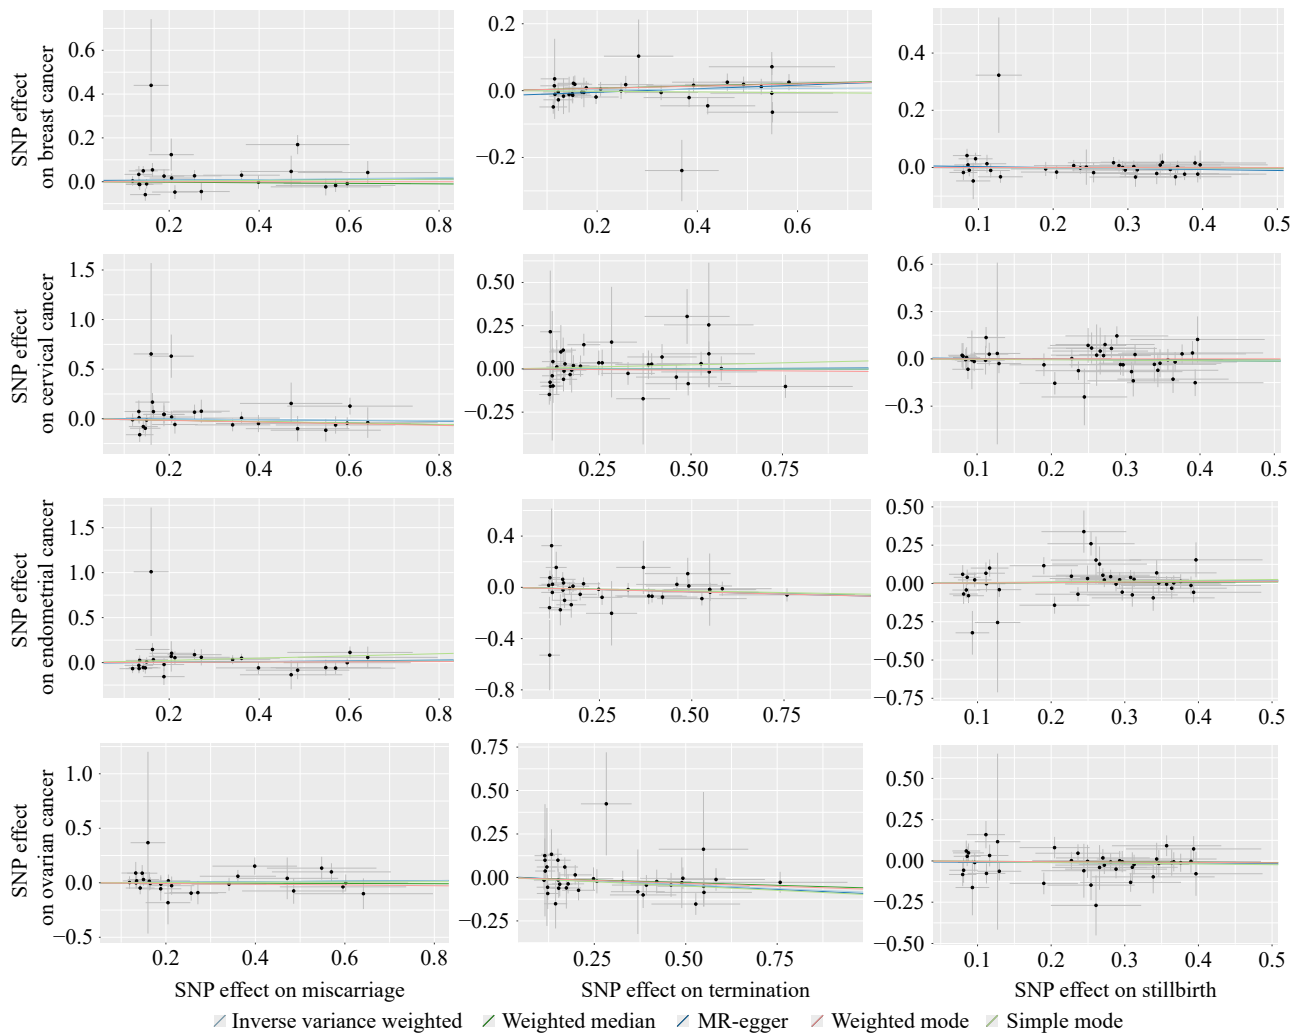 SNP effect
on breast cancer
0.6
0.4
0.2
0.0
0.2 0.4 0.6 0.8
0.2
0.0
−0.2
0.2 0.4 0.6
0.4
0.2
0.0
0.1 0.2 0.3 0.4 0.5
SNP effect
on cervical cancer
1.5
1.0
0.5
0.0
0.2 0.4 0.6 0.8
0.50
0.25
0.00
−0.25
0.25 0.50 0.75
0.6
0.3
0.0
−0.3
0.1 0.2 0.3 0.4 0.5
SNP effect
on endometrial cancer
1.5
1.0
0.5
0.0
0.2 0.4 0.6 0.8
0.4
0.0
−0.4
−0.8
0.25 0.50 0.75
0.50
0.25
0.00
0.25
−0.50
−0.75
0.1 0.2 0.3 0.4 0.5
SNP effect
on ovarian cancer
1.0
0.5
0.0
−0.5
0.2 0.4 0.6 0.8
0.75
0.50
0.25
0.00
−0.25
0.25 0.50 0.75
0.50
0.25
0.00
−0.25
−0.50
0.1 0.2 0.3 0.4 0.5
SNP effect on miscarriage SNP effect on termination SNP effect on stillbirth
Inverse variance weighted Weighted median MR-egger Weighted mode Simple mode